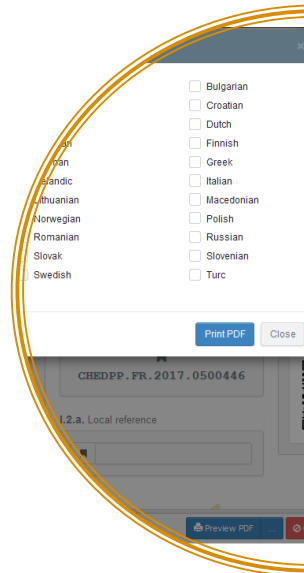 Bulgarian
Croatian
Dutch
Finnish
Greek
Icelandic Italian
Lithuanian Macedonian
Norwegian Polish
Romanian Russian
Slovak Slovenian
Swedish Turc
Print PDF Close
CHEDPP.FR.2017.0500446
I.2.a. Local reference
Preview PDF ...